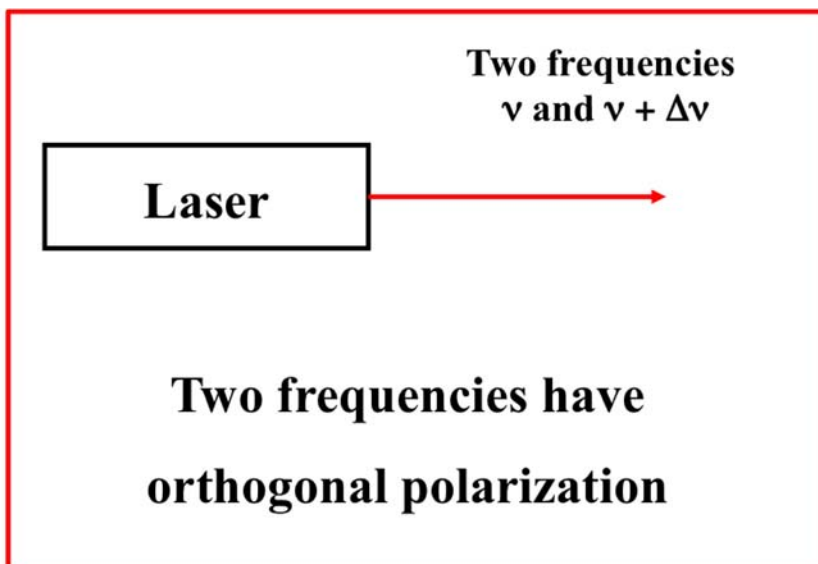 Two frequencies
ν and ν + Δν
Laser
Two frequencies have
orthogonal polarization